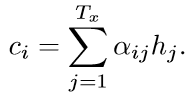 $c_i = \sum_{j=1}^{T_x} \alpha_{ij} h_j.$